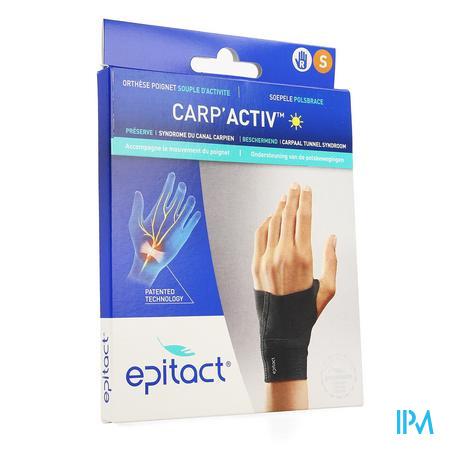 R
S
ORTHÈSE POIGNET SOUPLE D'ACTIVITÉ
SOEPELE POLSBRACE
CARP'ACTIV™
PRÉSERVE | SYNDROME DU CANAL CARPIEN
BESCHERMEND | CARPAAL TUNNEL SYNDROOM
Accompagne le mouvement du poignet
Ondersteuning van de polsbewegingen
PATENTED
TECHNOLOGY
epitact
epitact®
IPM